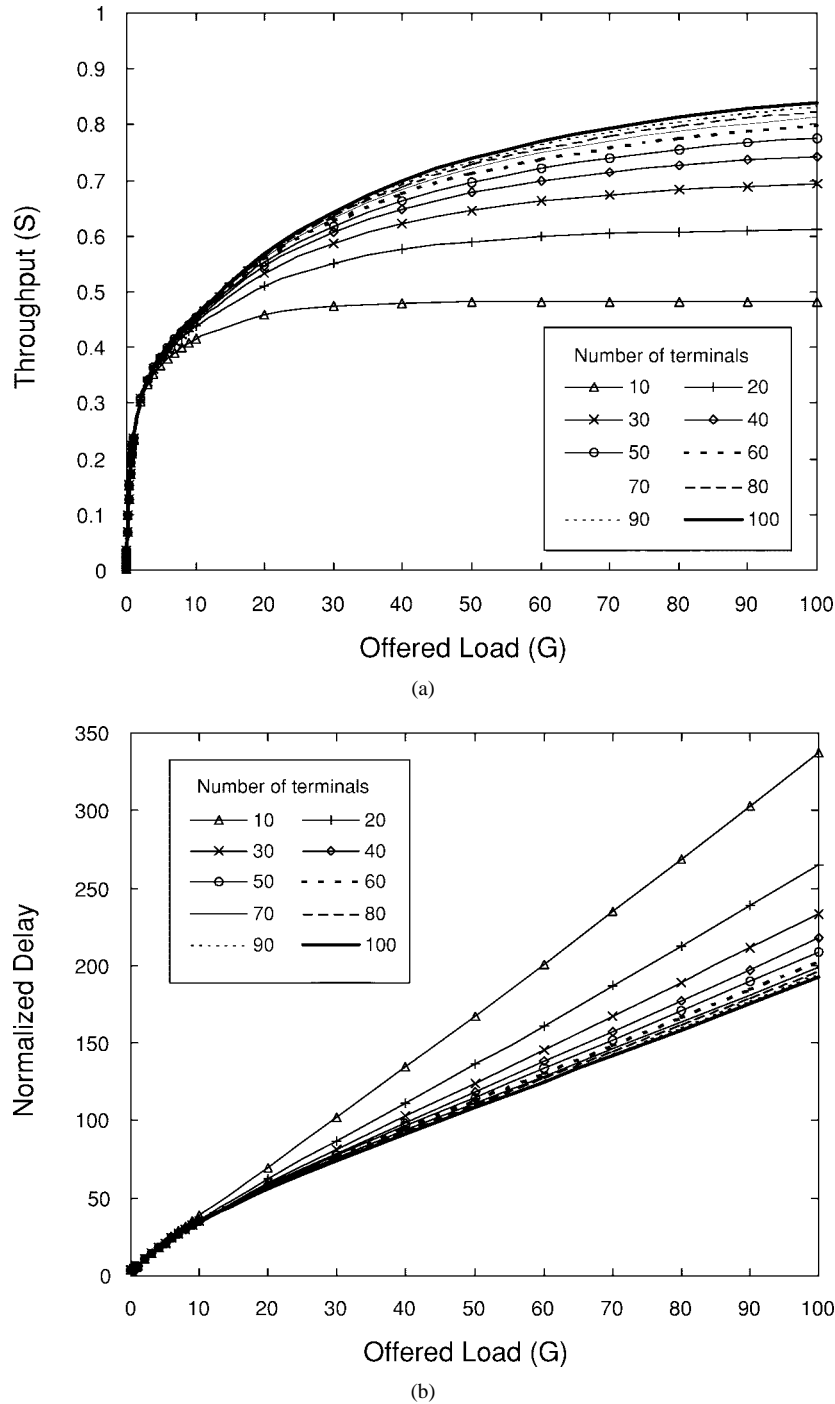 1
0.9
0.8
0.7
0.6
0.5
0.4
0.3
0.2
0.1
0
Throughput (S)
Number of terminals
10 20
30 40
50 60
70 80
90 100
0 10 20 30 40 50 60 70 80 90 100
Offered Load (G)
(a)
350
300
250
200
150
100
50
0
Normalized Delay
Number of terminals
10 20
30 40
50 60
70 80
90 100
0 10 20 30 40 50 60 70 80 90 100
Offered Load (G)
(b)